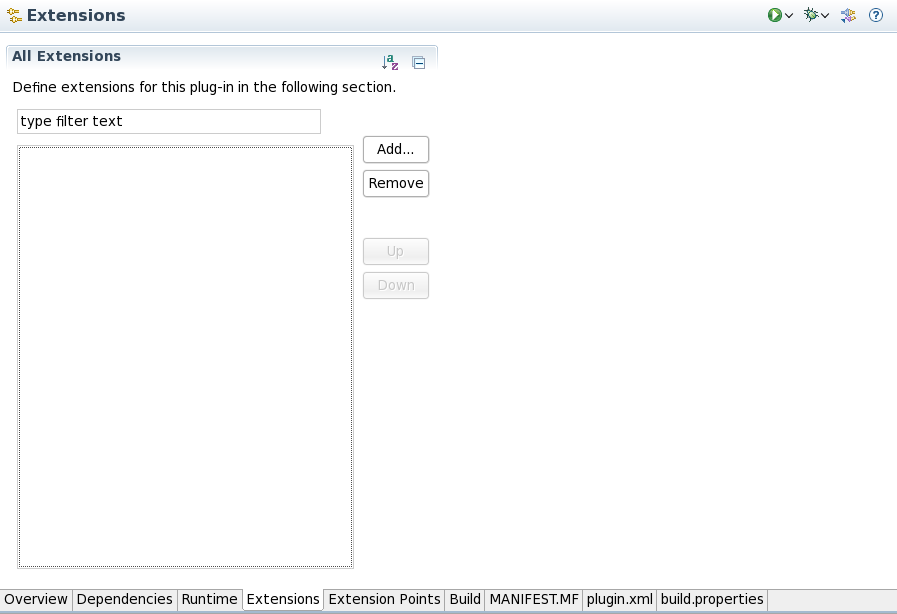 Extensions
All Extensions
Define extensions for this plug-in in the following section.
type filter text
Add...
Remove
Up
Down
Overview Dependencies Runtime Extensions Extension Points Build MANIFEST.MF plugin.xml build.properties